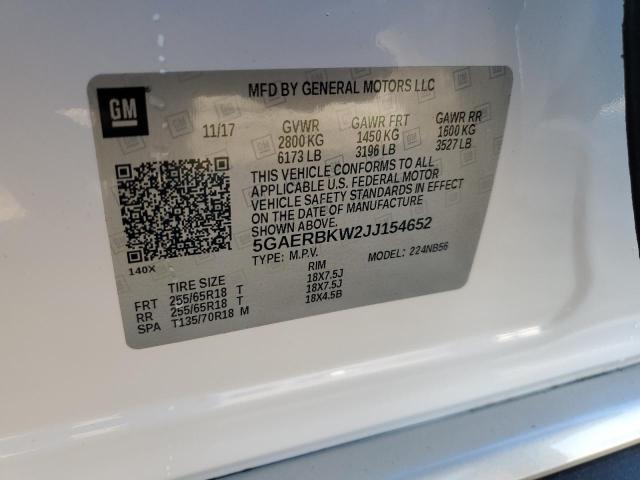 GM
MFD BY GENERAL MOTORS LLC
11/17 GVWR GAWR FRT GAWR RR
2800 KG 1450 KG 1600 KG
6173 LB 3196 LB 3527 LB
THIS VEHICLE CONFORMS TO ALL
APPLICABLE U.S. FEDERAL MOTOR
VEHICLE SAFETY STANDARDS IN EFFECT
ON THE DATE OF MANUFACTURE
SHOWN ABOVE.
5GAERBKW2JJ154652
TYPE: M.P.V. MODEL: 224NB56
140X
TIRE SIZE RIM
FRT 255/65R18 T 18X7.5J
RR 255/65R18 T 18X7.5J
SPA T135/70R18 M 18X4.5B